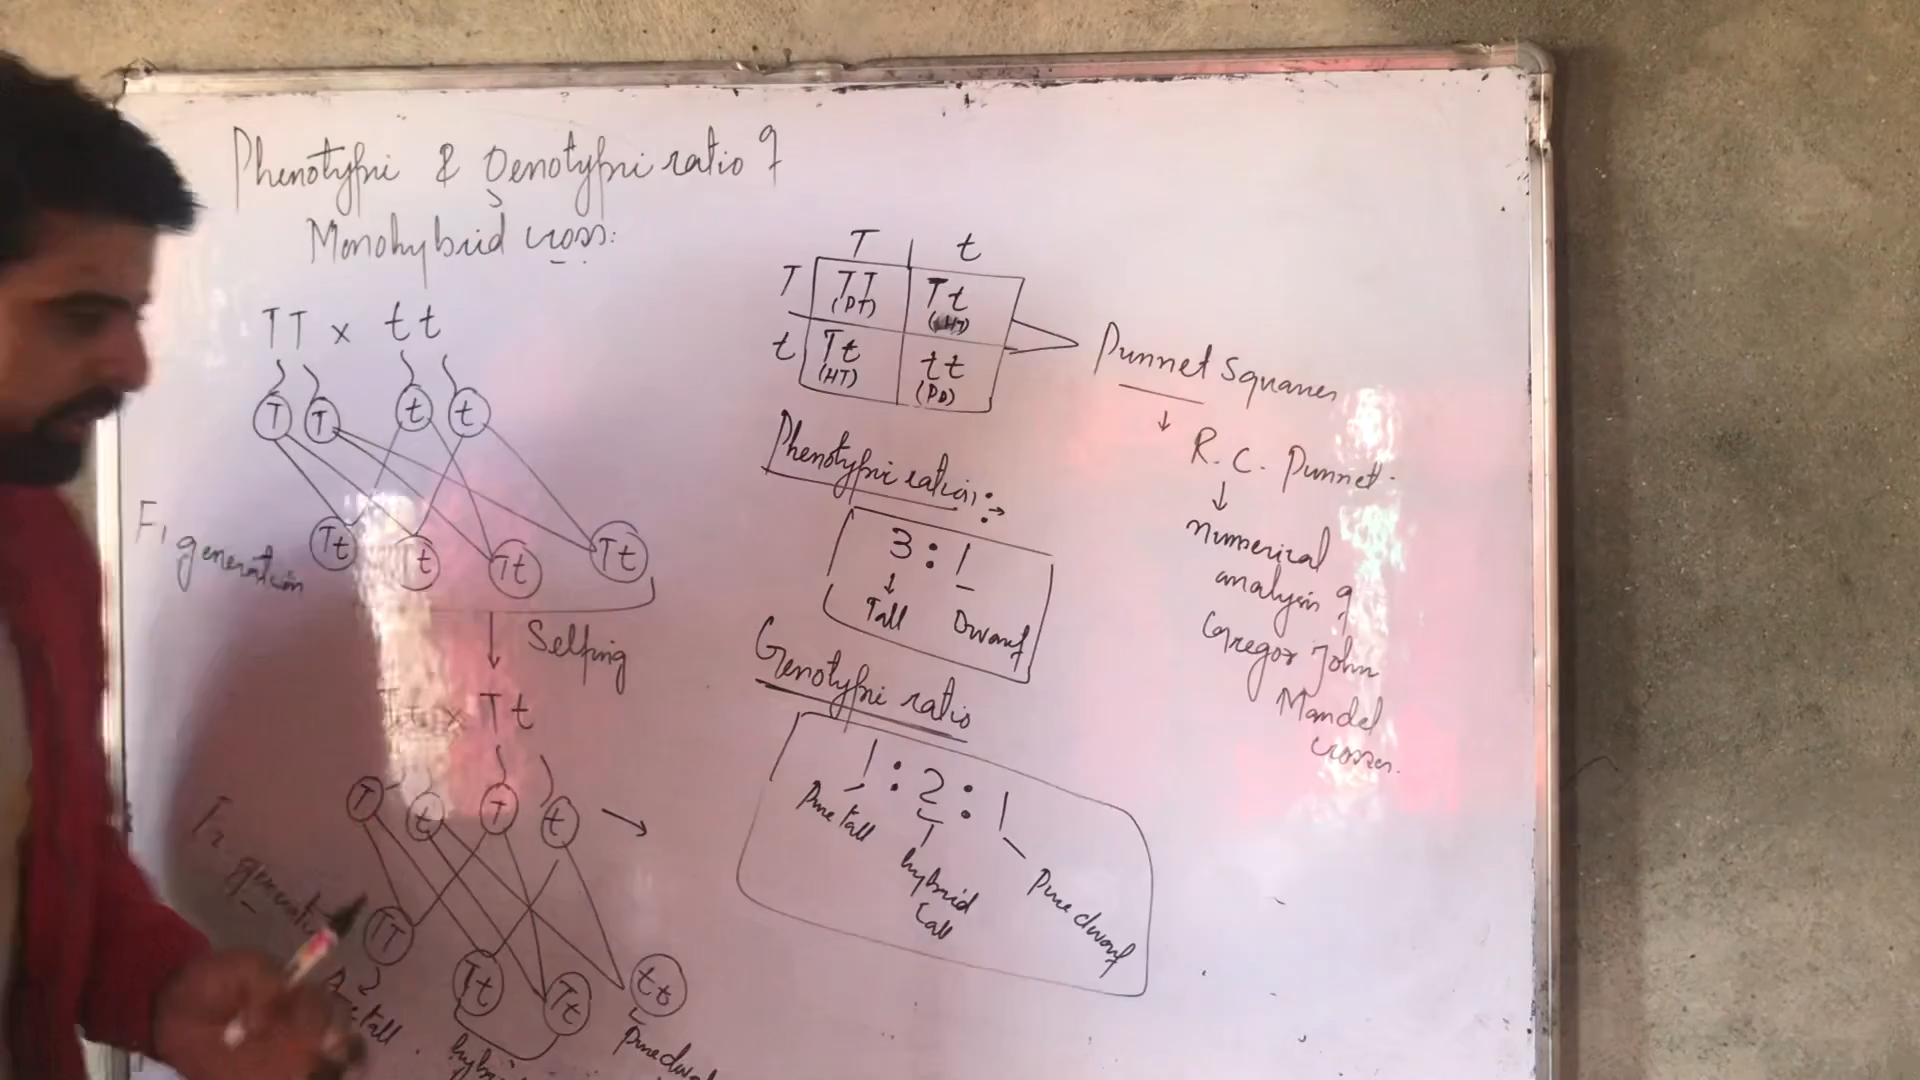 Phenotypic & Genotypic ratio of
Monohybrid cross:
TT x tt
T T t t
F1 generation
Tt Tt Tt Tt
Selfing
Tt x Tt
T t T t
F2 generation
TT Tt Tt tt
Pure tall
Pure dwa
T t
T TT Tt
(PT) (HT)
t Tt tt
(HT) (PD)
Phenotypic ratio:→
3 : 1
Tall Dwarf
Genotypic ratio
1 : 2 : 1
Pure tall
hybrid
tall
Pure dwarf
Punnet Squares
R. C. Punnet.
Numerical
analysis of
Gregor John
Mandel
crosses.